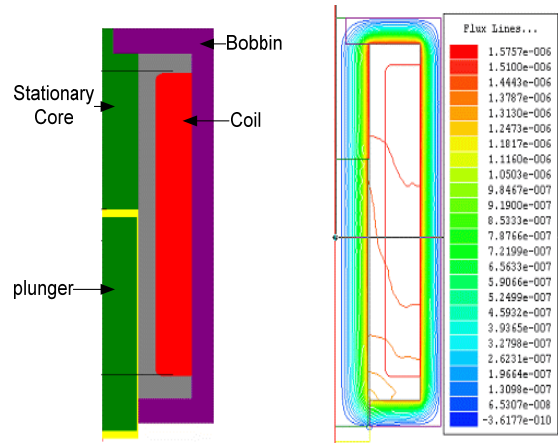 Bobbin
Stationary
Core
Coil
plunger
Flux Lines...
1.5757e-006
1.5100e-006
1.4443e-006
1.3787e-006
1.3130e-006
1.2473e-006
1.1817e-006
1.1160e-006
1.0503e-006
9.8467e-007
9.1900e-007
8.5333e-007
7.8766e-007
7.2199e-007
6.5633e-007
5.9066e-007
5.2499e-007
4.5932e-007
3.9365e-007
3.2798e-007
2.6231e-007
1.9664e-007
1.3098e-007
6.5307e-008
-3.6177e-010